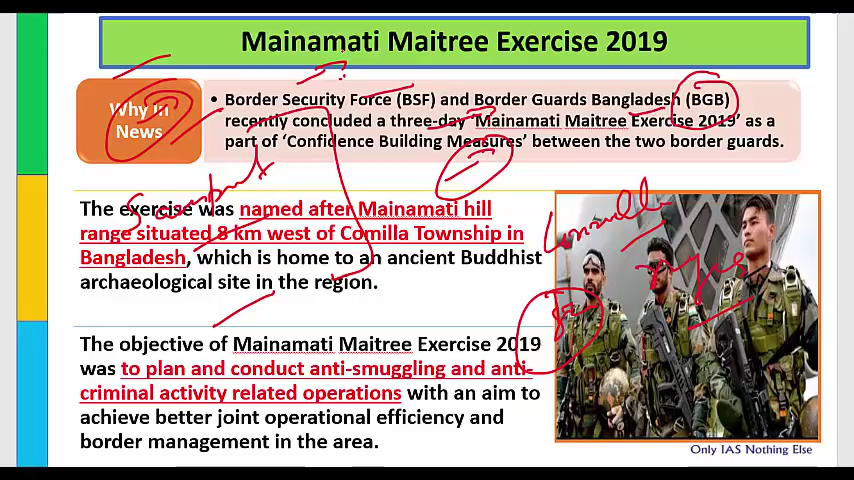 Mainamati Maitree Exercise 2019
Why in
News
• Border Security Force (BSF) and Border Guards Bangladesh (BGB)
recently concluded a three-day 'Mainamati Maitree Exercise 2019' as a
part of 'Confidence Building Measures' between the two border guards.
The exercise was named after Mainamati hill
range situated 8 km west of Comilla Township in
Bangladesh, which is home to an ancient Buddhist
archaeological site in the region.
The objective of Mainamati Maitree Exercise 2019
was to plan and conduct anti-smuggling and anti-
criminal activity related operations with an aim to
achieve better joint operational efficiency and
border management in the area.
Only IAS Nothing Else